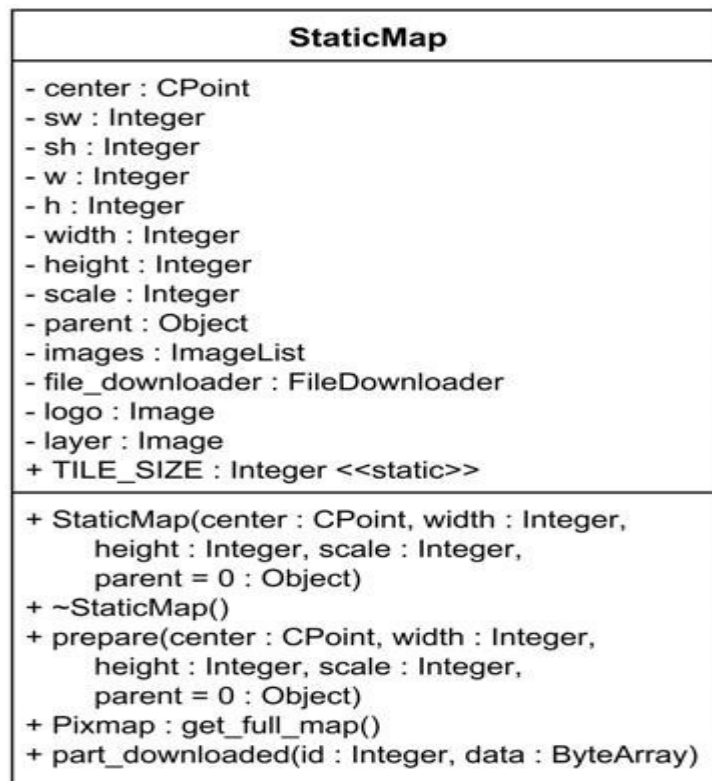 StaticMap
- center : CPoint
- sw : Integer
- sh : Integer
- w : Integer
- h : Integer
- width : Integer
- height : Integer
- scale : Integer
- parent : Object
- images : ImageList
- file_downloader : FileDownloader
- logo : Image
- layer : Image
+ TILE_SIZE : Integer <<static>>
+ StaticMap(center : CPoint, width : Integer,
height : Integer, scale : Integer,
parent = 0 : Object)
+ ~StaticMap()
+ prepare(center : CPoint, width : Integer,
height : Integer, scale : Integer,
parent = 0 : Object)
+ Pixmap : get_full_map()
+ part_downloaded(id : Integer, data : ByteArray)